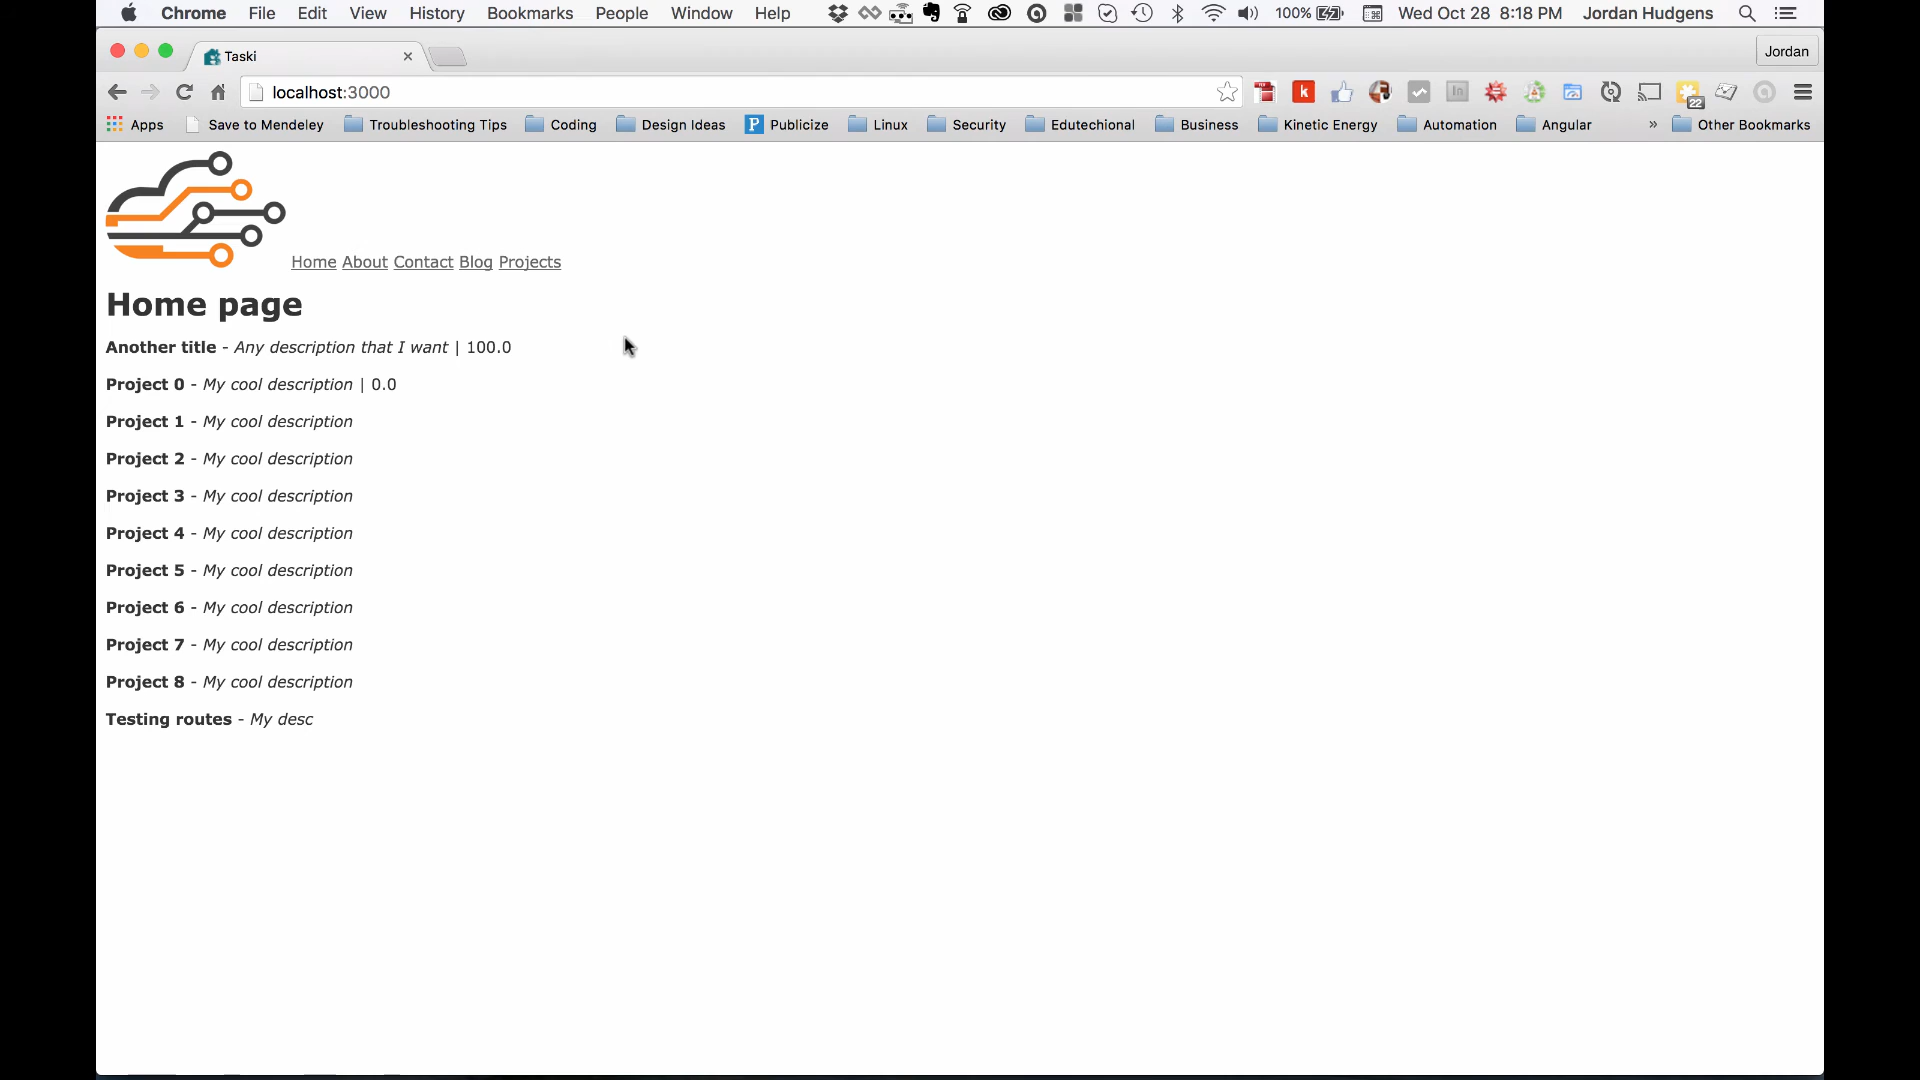 Chrome File Edit View History Bookmarks People Window Help 100% Wed Oct 28 8:18 PM Jordan Hudgens
Taski Jordan
localhost:3000 k In 22
Apps Save to Mendeley Troubleshooting Tips Coding Design Ideas P Publicize Linux Security Edutechional Business Kinetic Energy Automation Angular » Other Bookmarks
Home About Contact Blog Projects
Home page
Another title - Any description that I want | 100.0
Project 0 - My cool description | 0.0
Project 1 - My cool description
Project 2 - My cool description
Project 3 - My cool description
Project 4 - My cool description
Project 5 - My cool description
Project 6 - My cool description
Project 7 - My cool description
Project 8 - My cool description
Testing routes - My desc